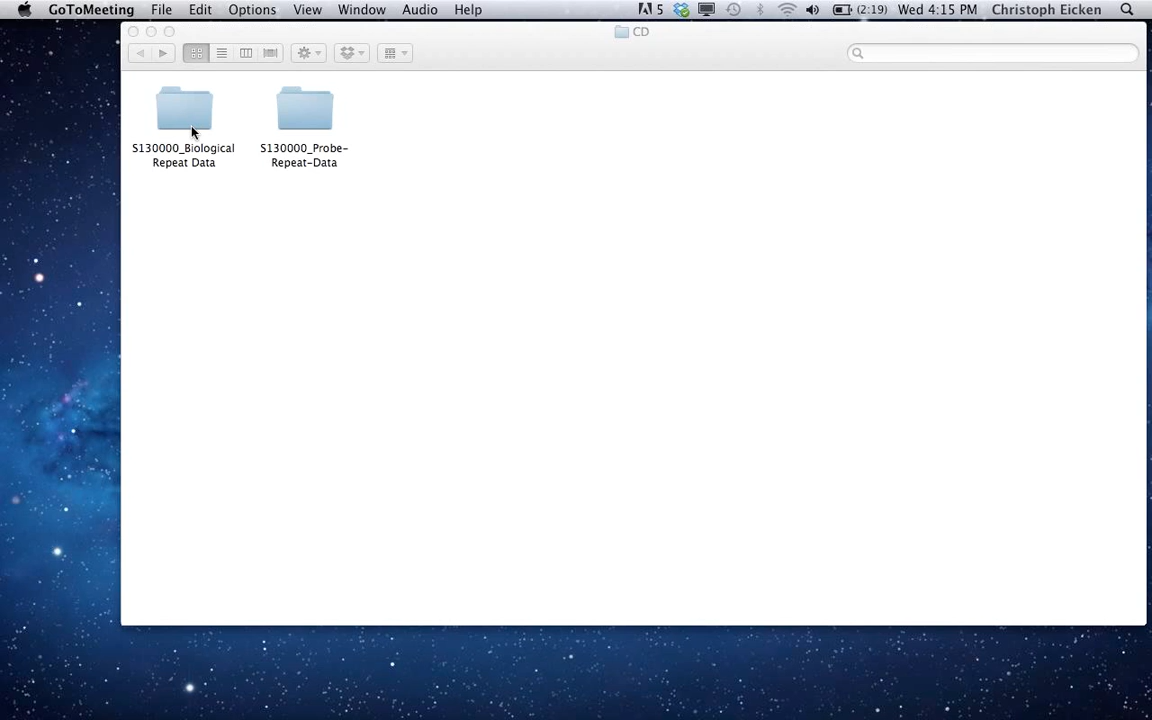 GoToMeeting File Edit Options View Window Audio Help 5 (2:19) Wed 4:15 PM Christoph Eicken
CD
S130000_Biological
Repeat Data
S130000_Probe-
Repeat-Data